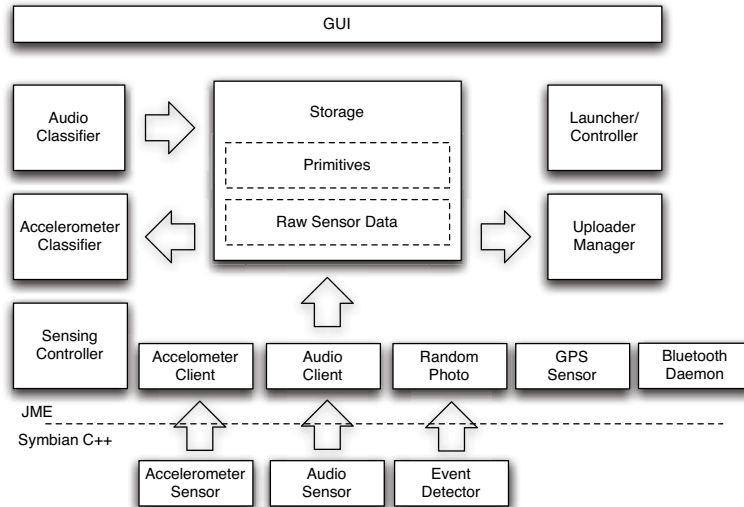 GUI
Audio
Classifier
Storage
Launcher/
Controller
Primitives
Accelerometer
Classifier
Raw Sensor Data
Uploader
Manager
Sensing
Controller
Accelometer
Client
Audio
Client
Random
Photo
GPS
Sensor
Bluetooth
Daemon
JME
Symbian C++
Accelerometer
Sensor
Audio
Sensor
Event
Detector